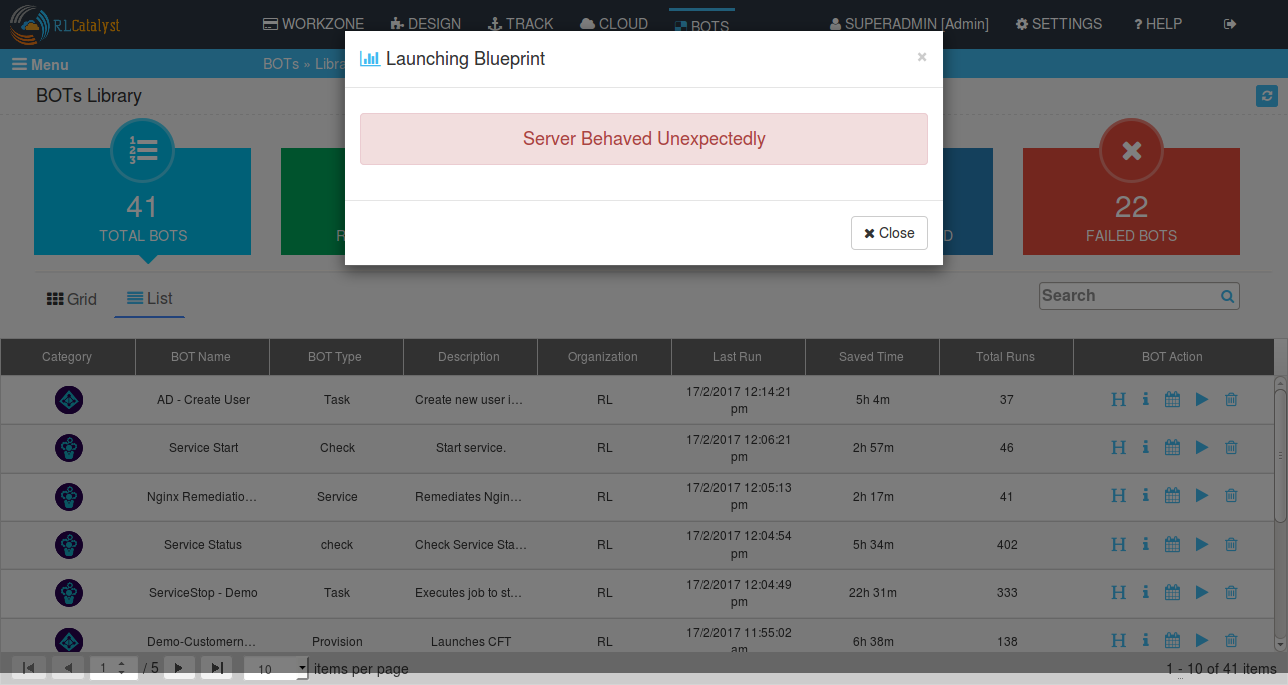 RLCatalyst
WORKZONE DESIGN TRACK CLOUD BOTS SUPERADMIN [Admin] SETTINGS ? HELP
Menu BOTs » Libra
Launching Blueprint ×
Server Behaved Unexpectedly
Close
BOTs Library
1
2
3
41
TOTAL BOTS
R
D
22
FAILED BOTS
Grid List Search
Category BOT Name BOT Type Description Organization Last Run Saved Time Total Runs BOT Action
AD - Create User Task Create new user i… RL 17/2/2017 12:14:21 pm 5h 4m 37 H i
Service Start Check Start service. RL 17/2/2017 12:06:21 pm 2h 57m 46 H i
Nginx Remediatio… Service Remediates Ngin… RL 17/2/2017 12:05:13 pm 2h 17m 41 H i
Service Status check Check Service Sta… RL 17/2/2017 12:04:54 pm 5h 34m 402 H i
ServiceStop - Demo Task Executes job to st… RL 17/2/2017 12:04:49 pm 22h 31m 333 H i
Demo-Customern… Provision Launches CFT RL 17/2/2017 11:55:02 am 6h 38m 138 H i
1 / 5 10 items per page 1 - 10 of 41 items